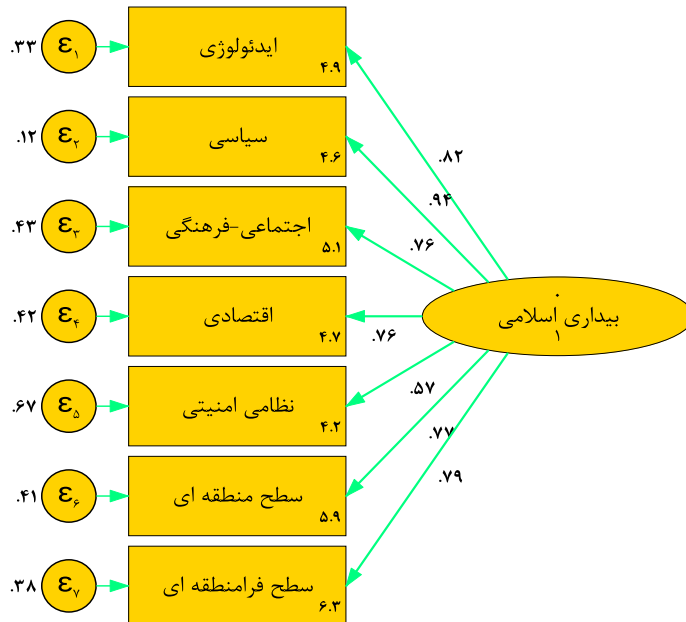 .۳۳ ε۱ ایدئولوژی ۴.۹
.۱۲ ε۲ سیاسی ۴.۶
.۴۳ ε۳ اجتماعی-فرهنگی ۵.۱
.۴۲ ε۴ اقتصادی ۴.۷
.۶۷ ε۵ نظامی امنیتی ۴.۲
.۴۱ ε۶ سطح منطقه ای ۵.۹
.۳۸ ε۷ سطح فرامنطقه ای ۶.۳
.۸۲
.۹۴
.۷۶
.۷۶
.۵۷
.۷۷
.۷۹
۰
بیداری اسلامی
۱